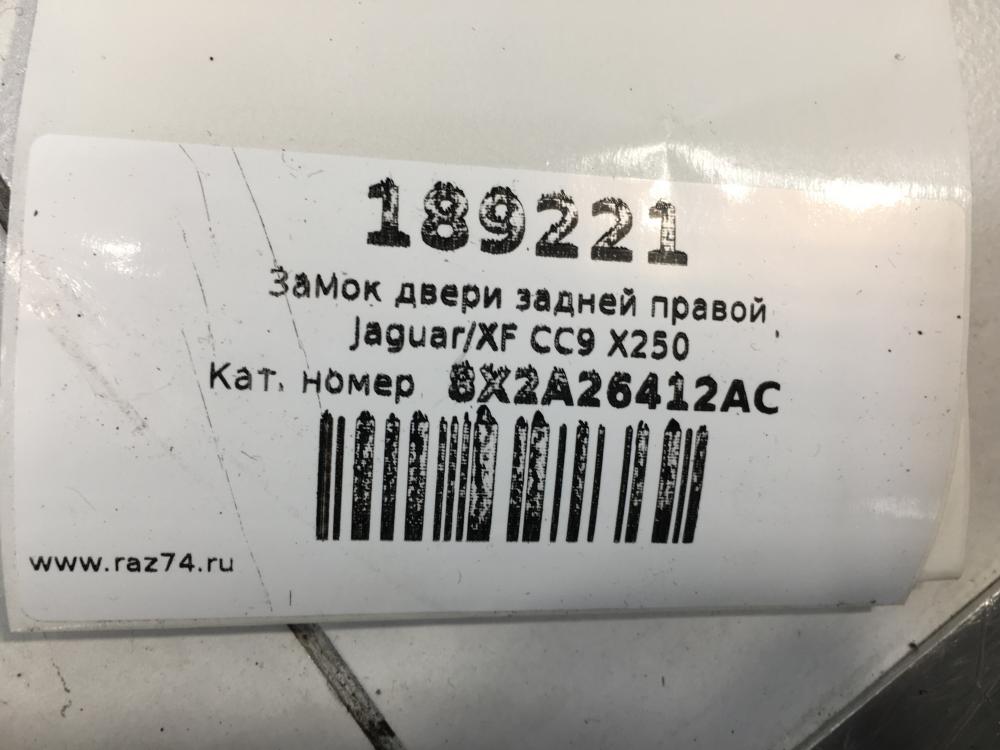 189221
Замок двери задней правой
Jaguar/XF CC9 X250
Кат. номер 8X2A26412AC
www.raz74.ru